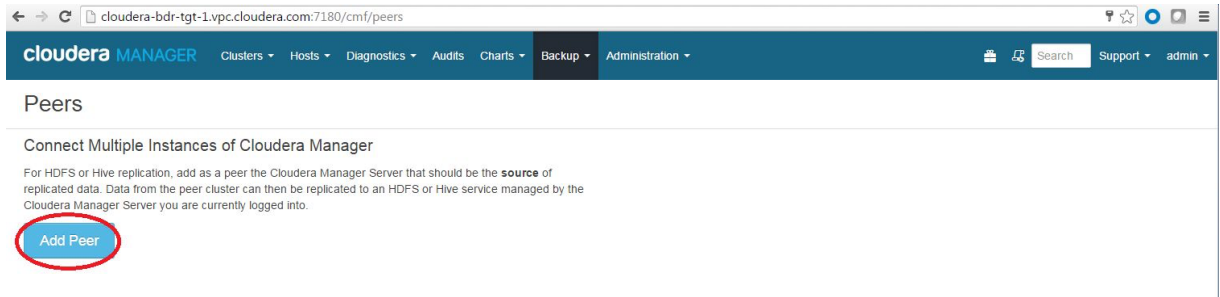 cloudera-bdr-tgt-1.vpc.cloudera.com:7180/cmf/peers
cloudera MANAGER Clusters Hosts Diagnostics Audits Charts Backup Administration Search Support admin
Peers
Connect Multiple Instances of Cloudera Manager
For HDFS or Hive replication, add as a peer the Cloudera Manager Server that should be the source of
replicated data. Data from the peer cluster can then be replicated to an HDFS or Hive service managed by the
Cloudera Manager Server you are currently logged into.
Add Peer